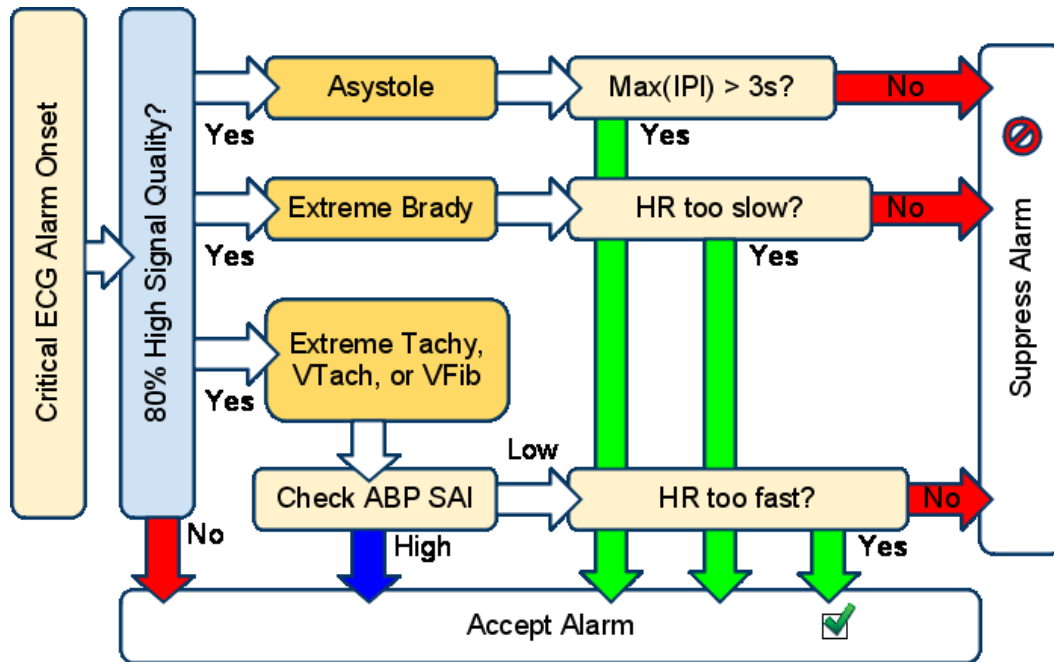 Critical ECG Alarm Onset
80% High Signal Quality?
Yes
Asystole
Max(IPI) > 3s?
Yes
No
Yes
Extreme Brady
HR too slow?
Yes
No
Yes
Extreme Tachy,
VTach, or VFib
Check ABP SAI
Low
HR too fast?
No
No
High
Yes
Suppress Alarm
Accept Alarm